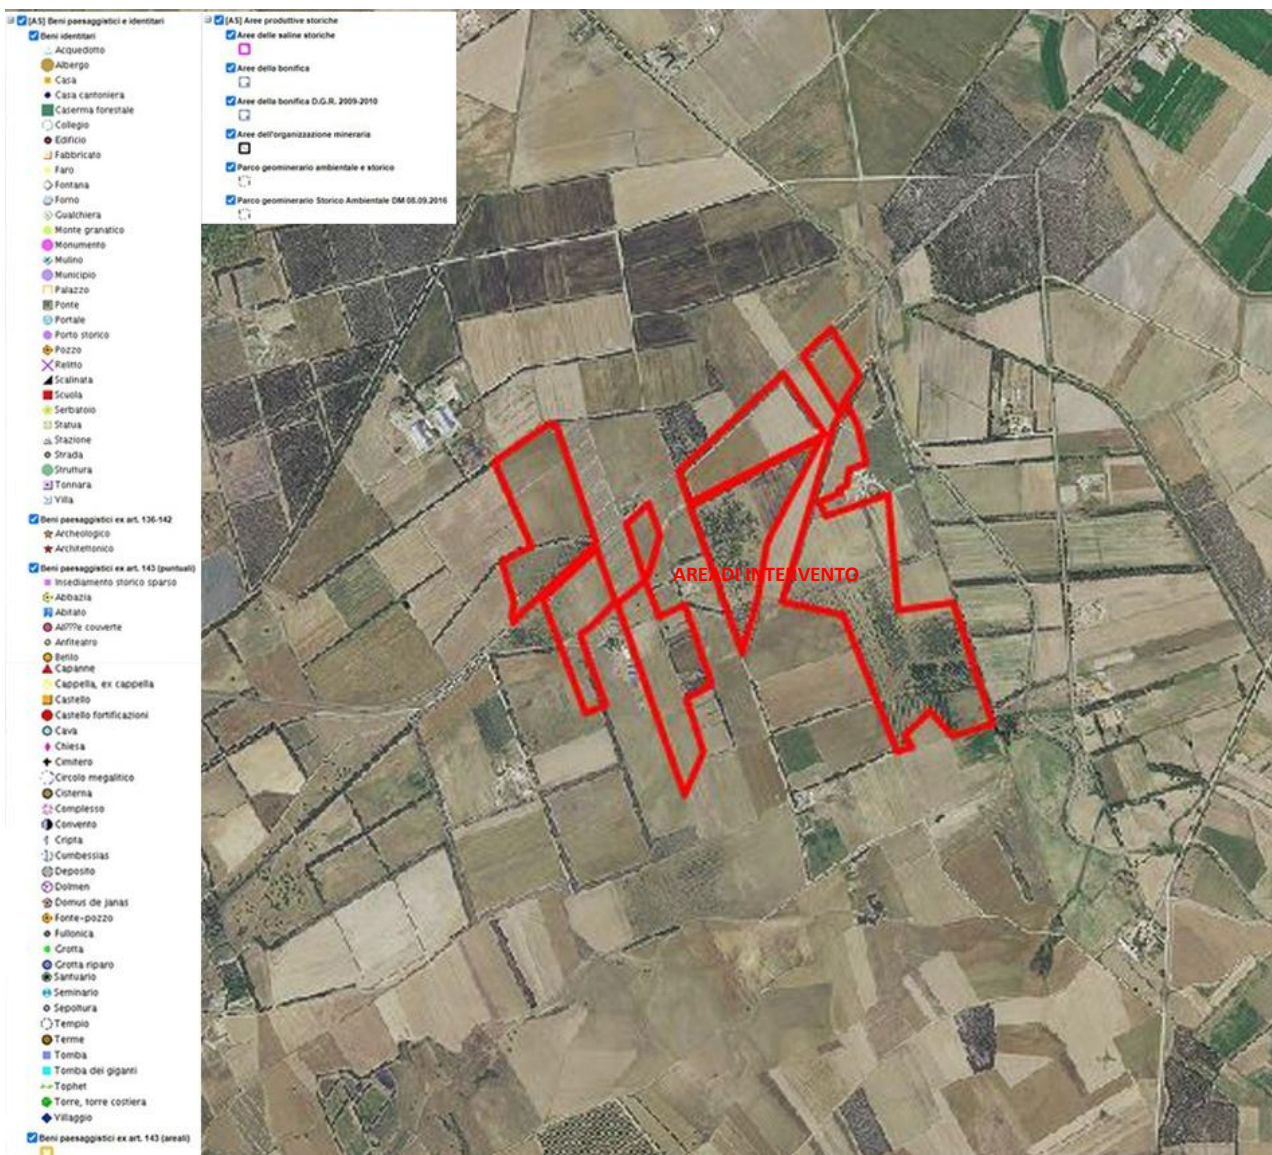 [A5] Beni paesaggistici e identitari
Beni identitari
Acquedotto
Albergo
Casa
Casa cantoniera
Caserma forestale
Collegio
Edificio
Fabbricato
Faro
Fontana
Forno
Gualchiera
Monte granatico
Monumento
Mulino
Municipio
Palazzo
Ponte
Portale
Porto storico
Pozzo
Relitto
Scalinata
Scuola
Serbatoio
Statua
Stazione
Strada
Struttura
Tonnara
Villa
Beni paesaggistici ex art. 136-142
Archeologico
Architettonico
Beni paesaggistici ex art. 143 (puntuali)
Insediamento storico sparso
Abbazia
Abitato
All???e couverte
Anfiteatro
Betilo
Capanne
Cappella, ex cappella
Castello
Castello fortificazioni
Cava
Chiesa
Cimitero
Circolo megalitico
Cisterna
Complesso
Convento
Cripta
Cumbessias
Deposito
Dolmen
Domus de janas
Fonte-pozzo
Fullonica
Grotta
Grotta riparo
Santuario
Seminario
Sepoltura
Tempio
Terme
Tomba
Tomba dei giganti
Tophet
Torre, torre costiera
Villaggio
Beni paesaggistici ex art. 143 (areali)
[A5] Aree produttive storiche
Aree delle saline storiche
Aree della bonifica
Aree della bonifica D.G.R. 2009-2010
Aree dell'organizzazione mineraria
Parco geominerario ambientale e storico
Parco geominerario Storico Ambientale DM 08.09.2016
AREA DI INTERVENTO